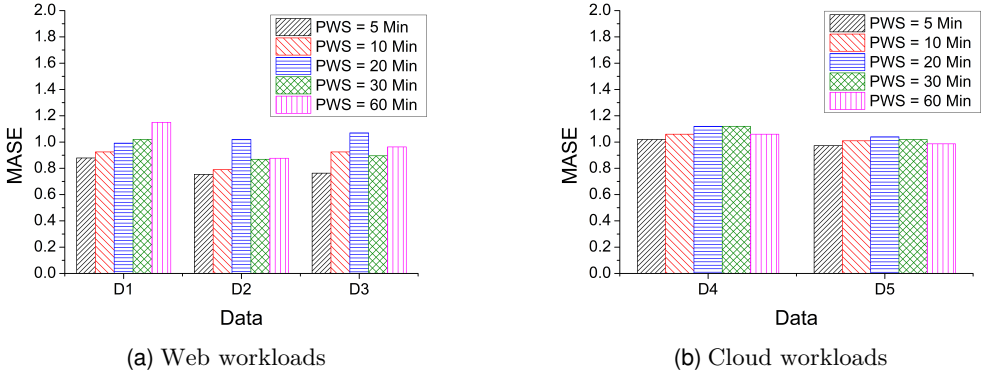 2.0
1.8
1.6
1.4
1.2
1.0
0.8
0.6
0.4
0.2
0.0
MASE
PWS = 5 Min
PWS = 10 Min
PWS = 20 Min
PWS = 30 Min
PWS = 60 Min
D1 D2 D3
Data
(a) Web workloads
2.0
1.8
1.6
1.4
1.2
1.0
0.8
0.6
0.4
0.2
0.0
MASE
PWS = 5 Min
PWS = 10 Min
PWS = 20 Min
PWS = 30 Min
PWS = 60 Min
D4 D5
Data
(b) Cloud workloads